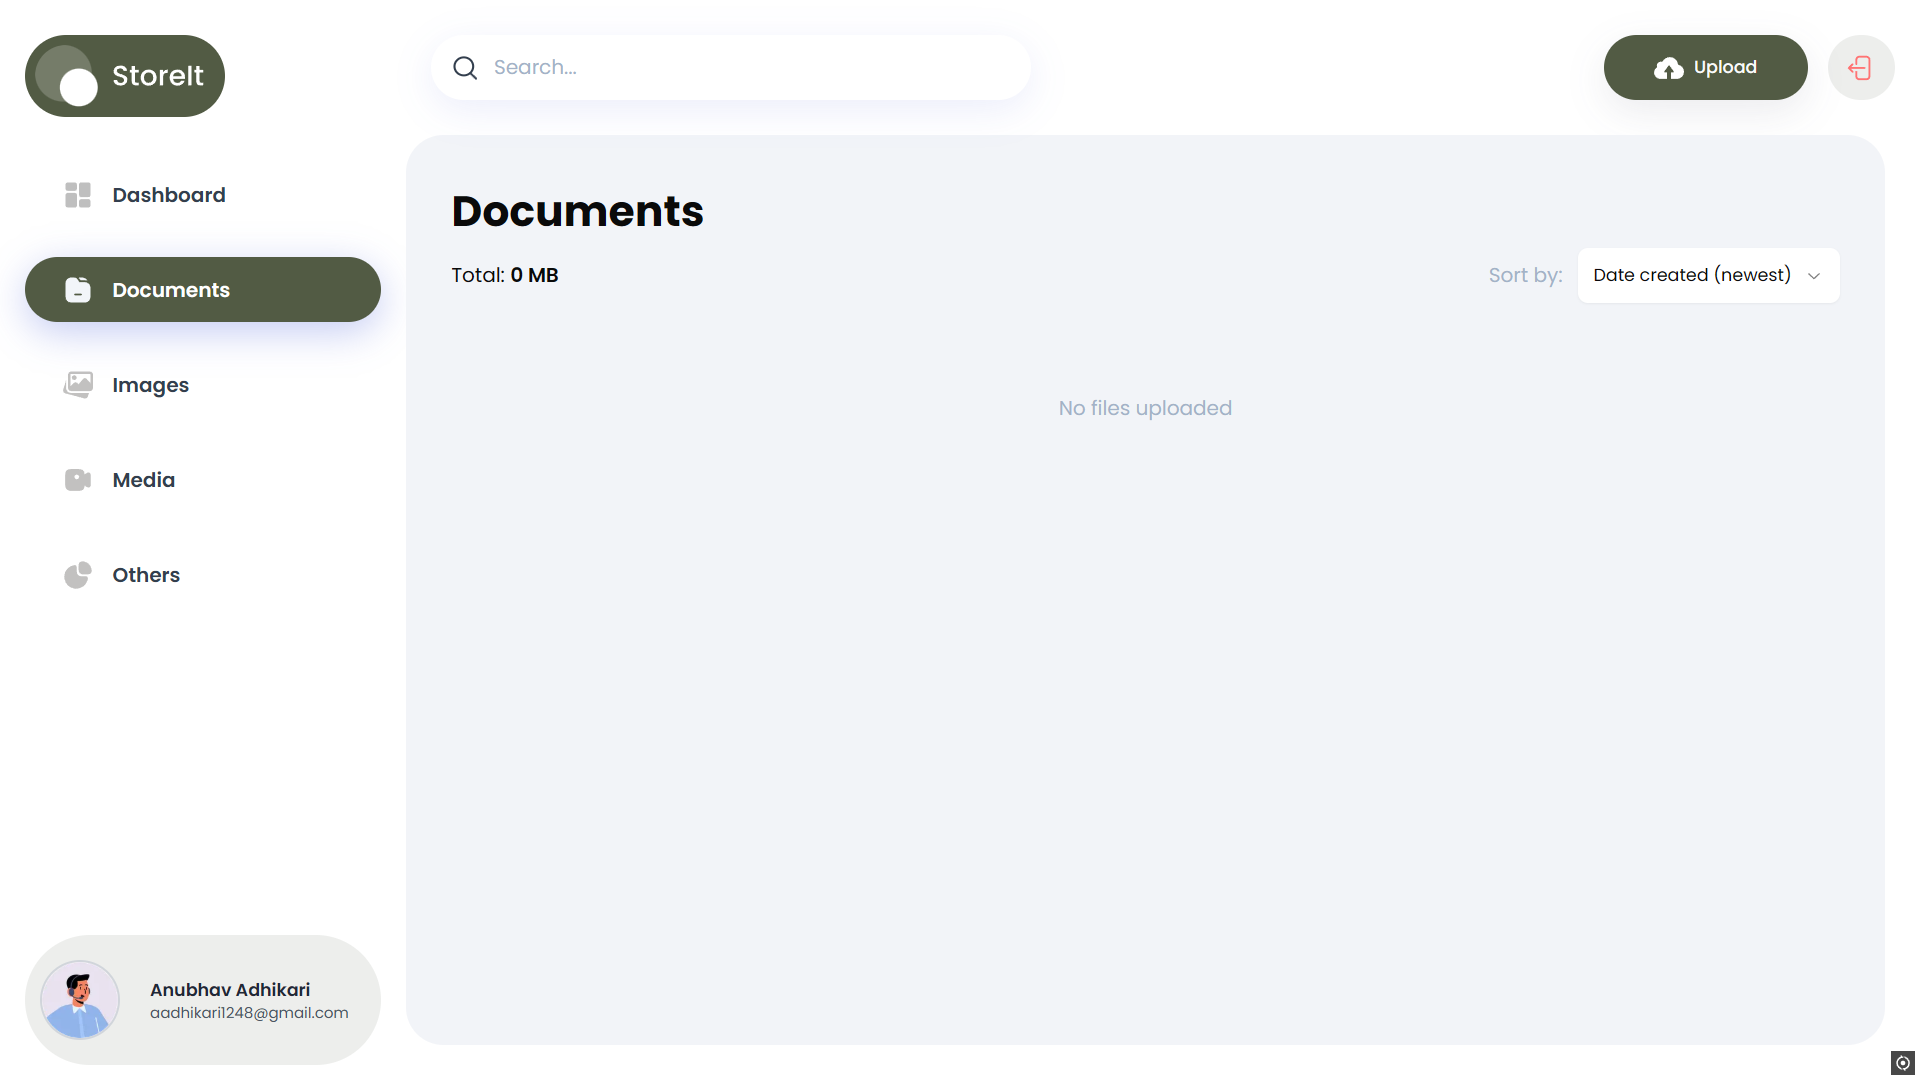 StoreIt
Search...
Upload
Dashboard
Documents
Images
Media
Others
Documents
Total: 0 MB
Sort by:
Date created (newest)
No files uploaded
Anubhav Adhikari
aadhikari1248@gmail.com